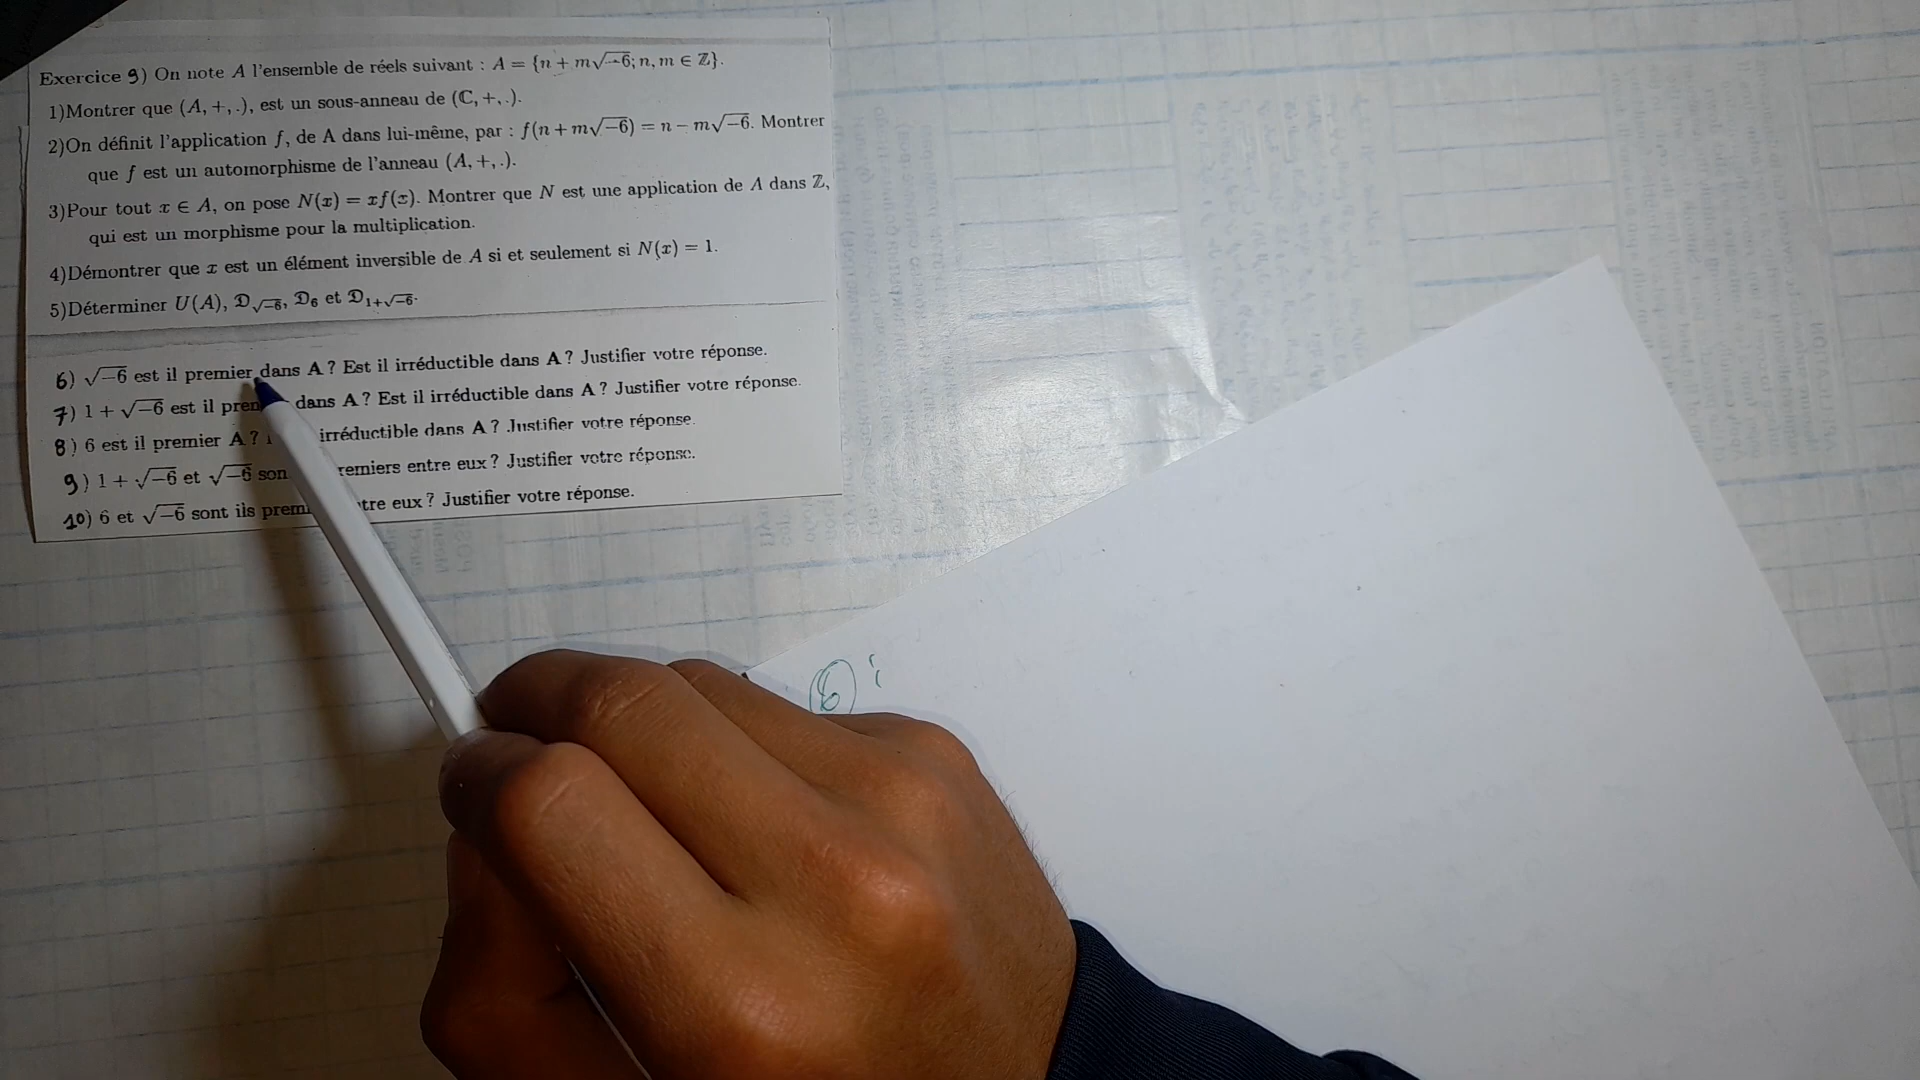 Exercice 9) On note A l'ensemble de réels suivant : A = {n + m√−6; n, m ∈ ℤ}.
1)Montrer que (A, +, .), est un sous-anneau de (ℂ, +, .).
2)On définit l'application f, de A dans lui-même, par : f(n + m√−6) = n − m√−6. Montrer
que f est un automorphisme de l'anneau (A, +, .).
3)Pour tout x ∈ A, on pose N(x) = xf(x). Montrer que N est une application de A dans ℤ,
qui est un morphisme pour la multiplication.
4)Démontrer que x est un élément inversible de A si et seulement si N(x) = 1.
5)Déterminer U(A), 𝔇√−6, 𝔇6 et 𝔇1+√−6.
6) √−6 est il premier dans A ? Est il irréductible dans A ? Justifier votre réponse.
7) 1 + √−6 est il dans A ? Est il irréductible dans A ? Justifier votre réponse.
8) 6 est il premier A ? irréductible dans A ? Justifier votre réponse.
9) 1 + √−6 et √−6 entre eux ? Justifier votre réponse.
10) 6 et √−6 sont ils eux ? Justifier votre réponse.
6